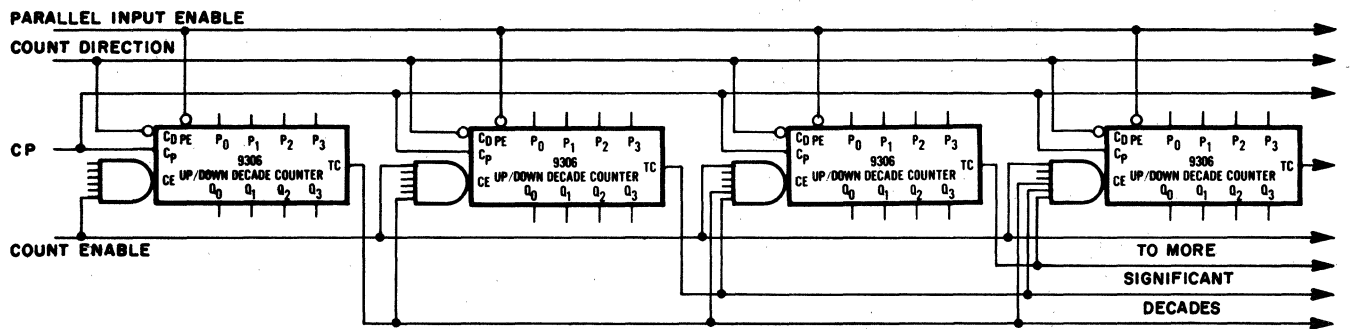 PARALLEL INPUT ENABLE
COUNT DIRECTION
CP
CD PE P0 P1 P2 P3
CP
9306
TC
CE UP/DOWN DECADE COUNTER
Q0 Q1 Q2 Q3
CD PE P0 P1 P2 P3
CP
9306
TC
CE UP/DOWN DECADE COUNTER
Q0 Q1 Q2 Q3
CD PE P0 P1 P2 P3
CP
9306
TC
CE UP/DOWN DECADE COUNTER
Q0 Q1 Q2 Q3
CD PE P0 P1 P2 P3
CP
9306
TC
CE UP/DOWN DECADE COUNTER
Q0 Q1 Q2 Q3
COUNT ENABLE
TO MORE
SIGNIFICANT
DECADES